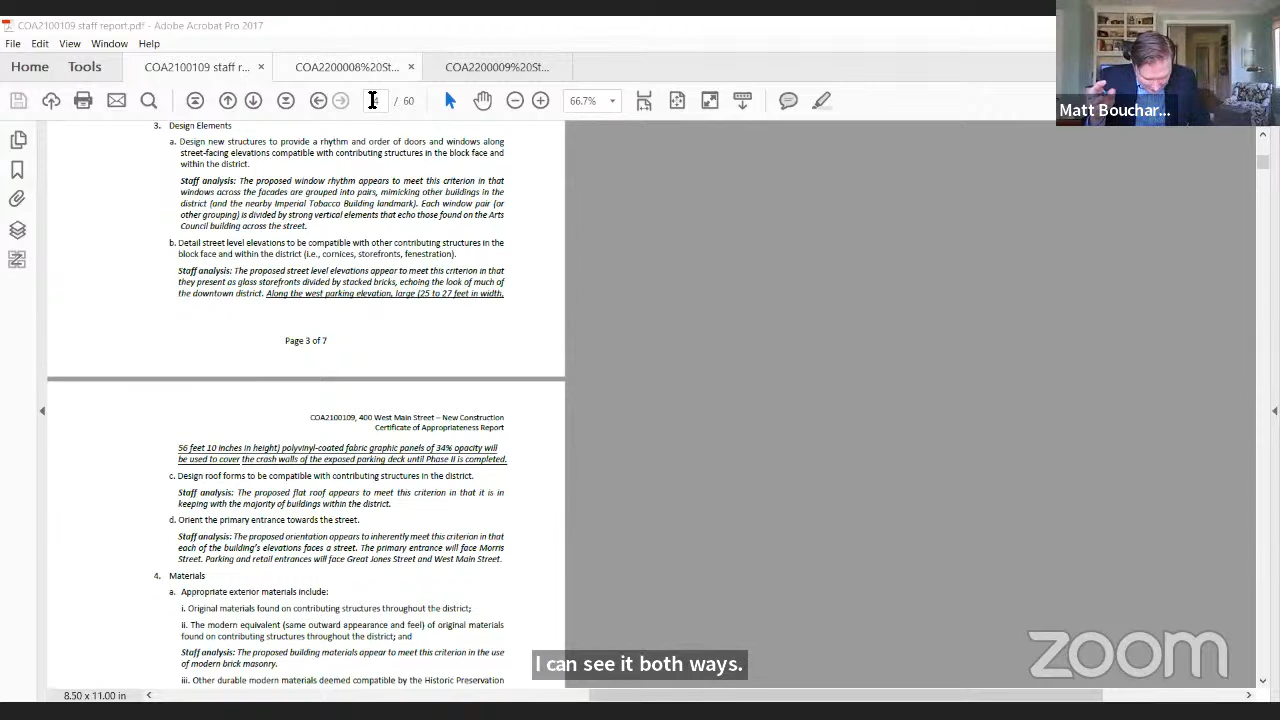 COA2100109 staff report.pdf - Adobe Acrobat Pro 2017
File Edit View Window Help
Home Tools COA2100109 staff r... × COA2200008%20St... × COA2200009%20St...
/ 60 66.7%
Matt Bouchar...
3. Design Elements
a. Design new structures to provide a rhythm and order of doors and windows along
street-facing elevations compatible with contributing structures in the block face and
within the district.
Staff analysis: The proposed window rhythm appears to meet this criterion in that
windows across the facades are grouped into pairs, mimicking other buildings in the
district (and the nearby Imperial Tobacco Building landmark). Each window pair (or
other grouping) is divided by strong vertical elements that echo those found on the Arts
Council building across the street.
b. Detail street level elevations to be compatible with other contributing structures in the
block face and within the district (i.e., cornices, storefronts, fenestration).
Staff analysis: The proposed street level elevations appear to meet this criterion in that
they present as glass storefronts divided by stacked bricks, echoing the look of much of
the downtown district. Along the west parking elevation, large (25 to 27 feet in width,
Page 3 of 7
COA2100109, 400 West Main Street – New Construction
Certificate of Appropriateness Report
56 feet 10 inches in height) polyvinyl-coated fabric graphic panels of 34% opacity will
be used to cover the crash walls of the exposed parking deck until Phase II is completed.
c. Design roof forms to be compatible with contributing structures in the district.
Staff analysis: The proposed flat roof appears to meet this criterion in that it is in
keeping with the majority of buildings within the district.
d. Orient the primary entrance towards the street.
Staff analysis: The proposed orientation appears to inherently meet this criterion in that
each of the building's elevations faces a street. The primary entrance will face Morris
Street. Parking and retail entrances will face Great Jones Street and West Main Street.
4. Materials
a. Appropriate exterior materials include:
i. Original materials found on contributing structures throughout the district;
ii. The modern equivalent (same outward appearance and feel) of original materials
found on contributing structures throughout the district; and
Staff analysis: The proposed building materials appear to meet this criterion in the use
of modern brick masonry.
iii. Other durable modern materials deemed compatible by the Historic Preservation
I can see it both ways.
zoom
8.50 x 11.00 in